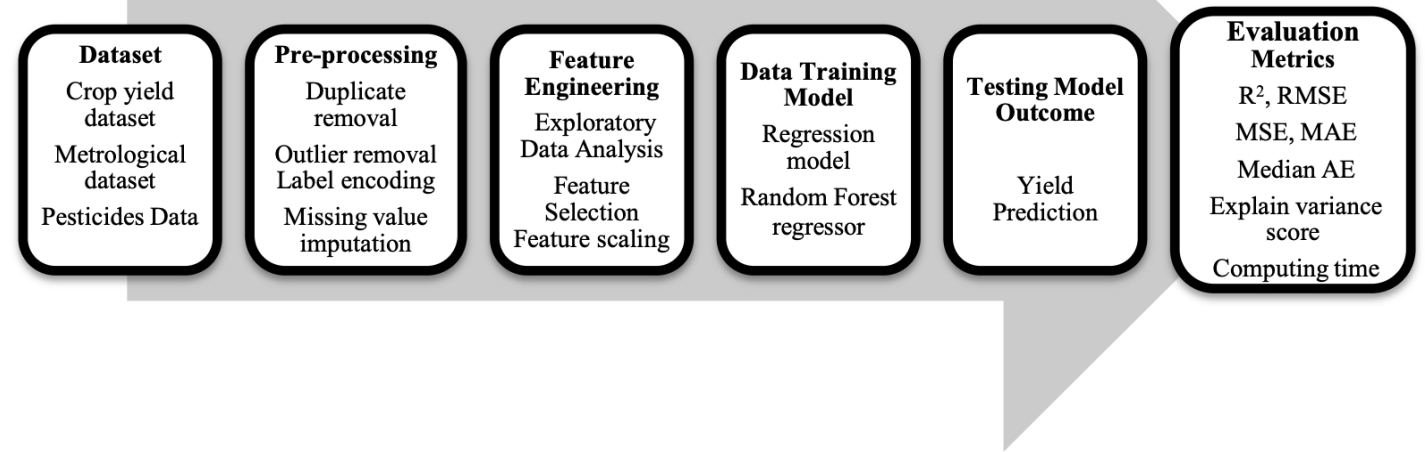 Dataset
Crop yield
dataset
Metrological
dataset
Pesticides Data
Pre-processing
Duplicate
removal
Outlier removal
Label encoding
Missing value
imputation
Feature
Engineering
Exploratory
Data Analysis
Feature
Selection
Feature scaling
Data Training
Model
Regression
model
Random Forest
regressor
Testing Model
Outcome
Yield
Prediction
Evaluation
Metrics
R², RMSE
MSE, MAE
Median AE
Explain variance
score
Computing time